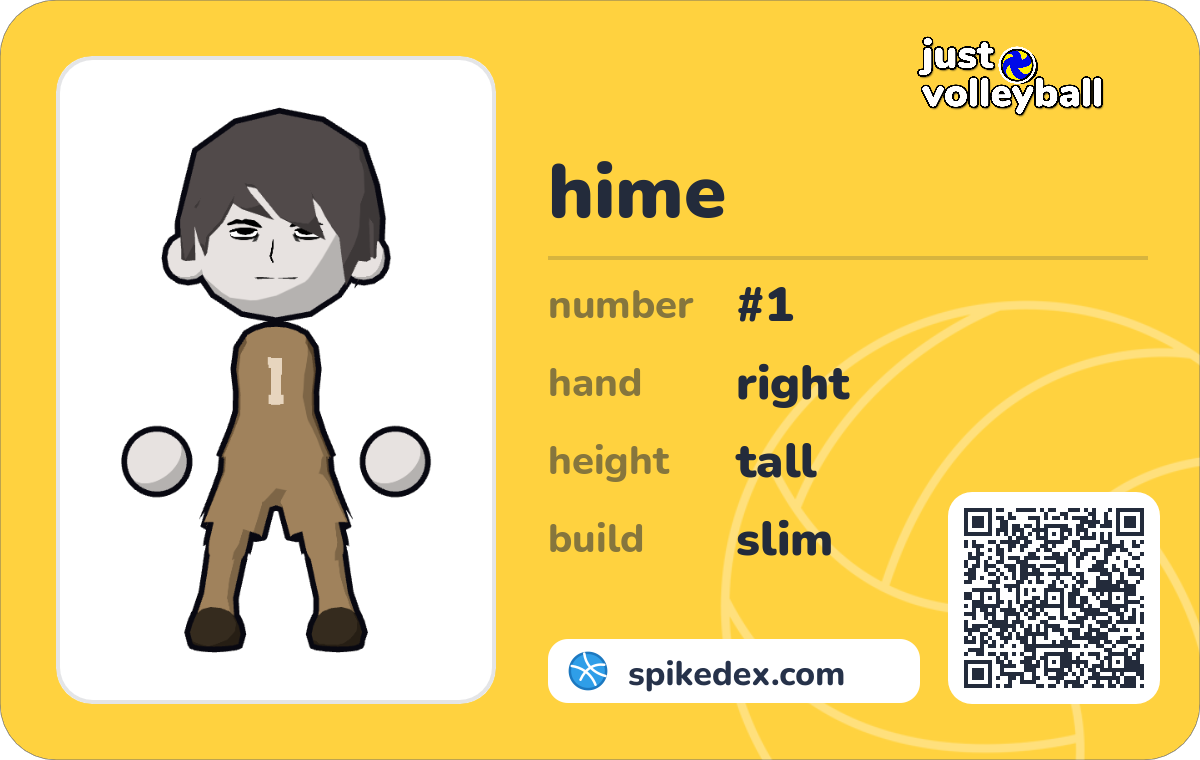 just
volleyball
hime
number #1
hand right
height tall
build slim
1
spikedex.com